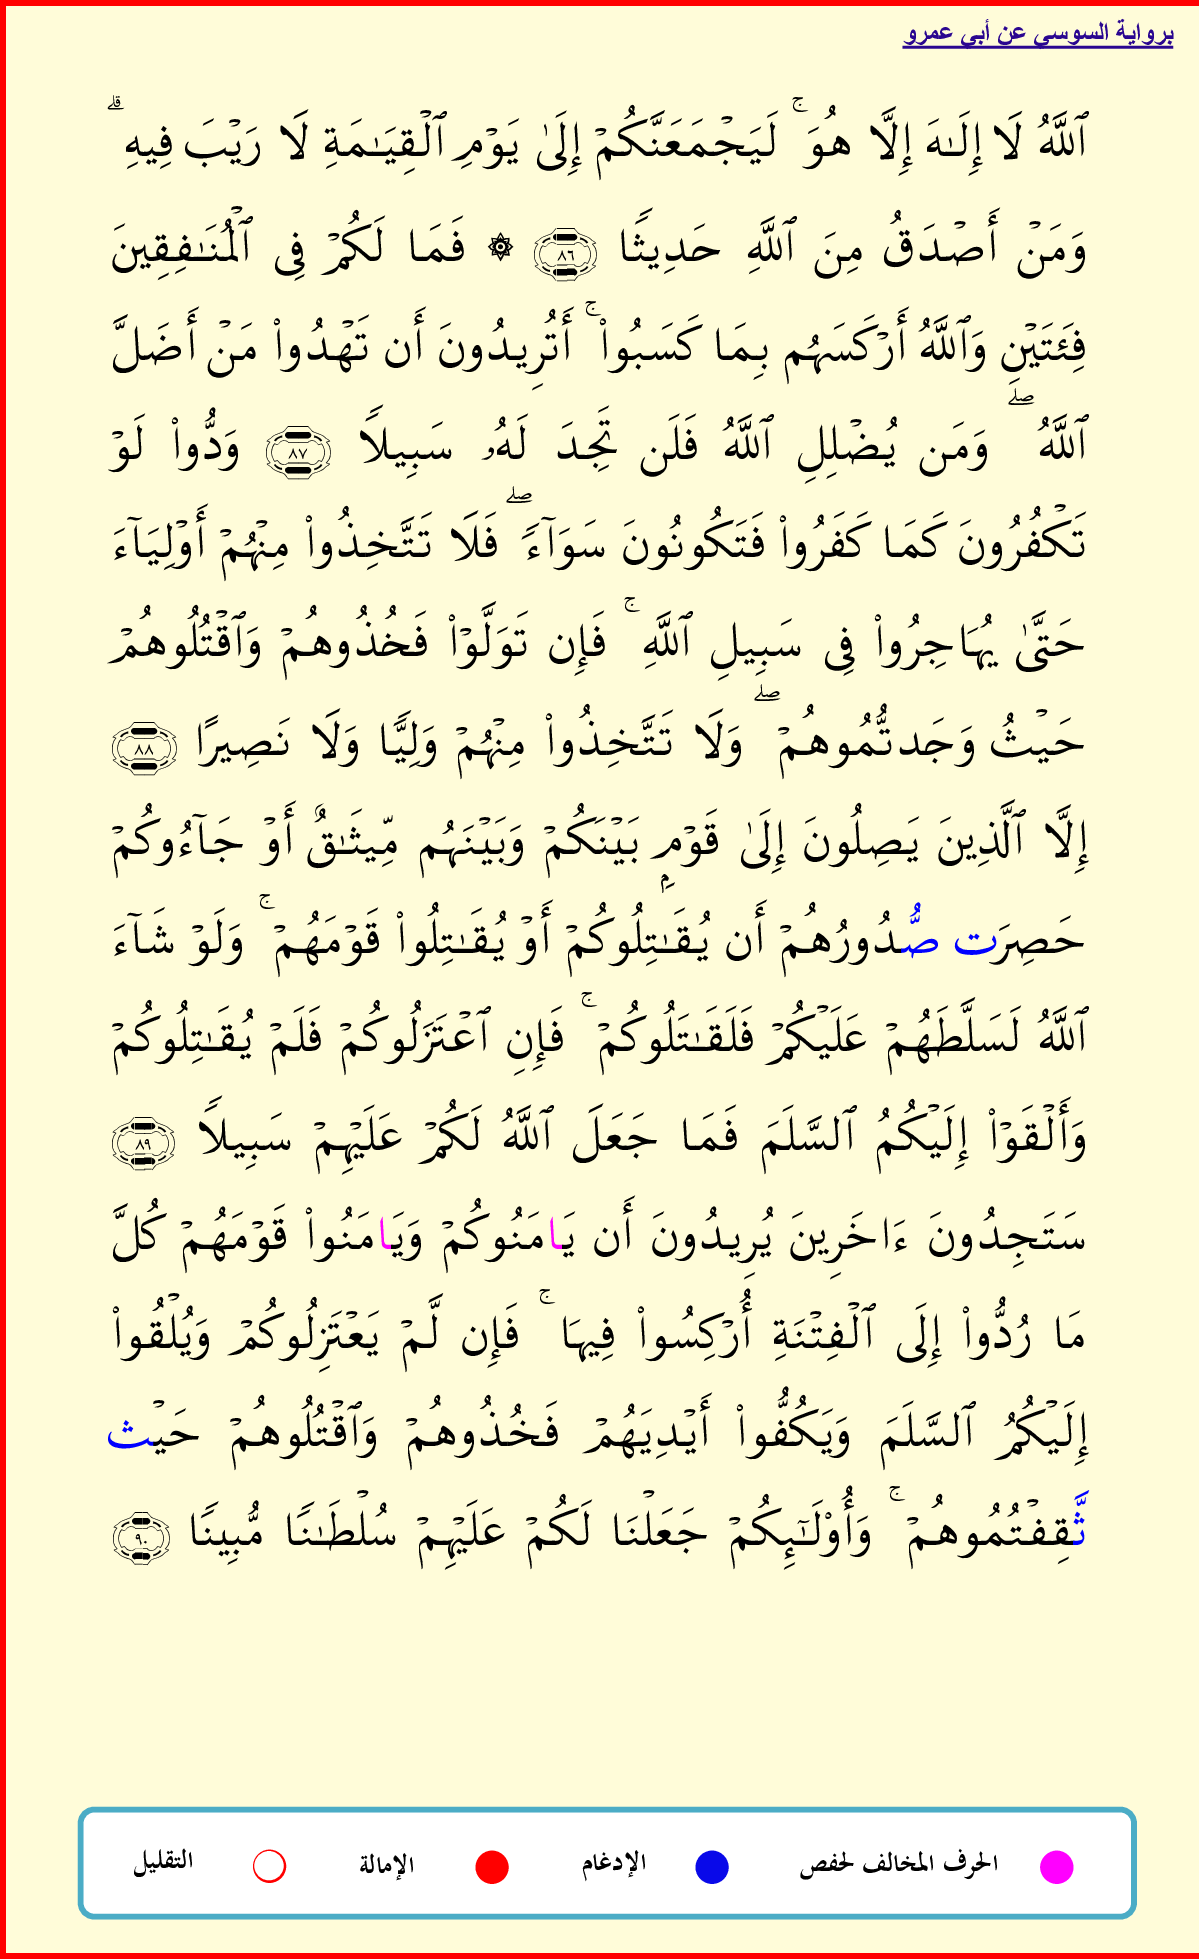 برواية السوسي عن أبي عمرو
ٱللَّهُ لَا إِلَـٰهَ إِلَّا هُوَ ۚ لَيَجْمَعَنَّكُمْ إِلَىٰ يَوْمِ ٱلْقِيَـٰمَةِ لَا رَيْبَ فِيهِ ۗ
وَمَنْ أَصْدَقُ مِنَ ٱللَّهِ حَدِيثًا ٨٦ ۞ فَمَا لَكُمْ فِى ٱلْمُنَـٰفِقِينَ
فِئَتَيْنِ وَٱللَّهُ أَرْكَسَهُم بِمَا كَسَبُوا۟ ۚ أَتُرِيدُونَ أَن تَهْدُوا۟ مَنْ أَضَلَّ
ٱللَّهُ ۖ وَمَن يُضْلِلِ ٱللَّهُ فَلَن تَجِدَ لَهُۥ سَبِيلًا ٨٧ وَدُّوا۟ لَوْ
تَكْفُرُونَ كَمَا كَفَرُوا۟ فَتَكُونُونَ سَوَآءً ۖ فَلَا تَتَّخِذُوا۟ مِنْهُمْ أَوْلِيَآءَ
حَتَّىٰ يُهَاجِرُوا۟ فِى سَبِيلِ ٱللَّهِ ۚ فَإِن تَوَلَّوْا۟ فَخُذُوهُمْ وَٱقْتُلُوهُمْ
حَيْثُ وَجَدتُّمُوهُمْ ۖ وَلَا تَتَّخِذُوا۟ مِنْهُمْ وَلِيًّا وَلَا نَصِيرًا ٨٨
إِلَّا ٱلَّذِينَ يَصِلُونَ إِلَىٰ قَوْمٍۭ بَيْنَكُمْ وَبَيْنَهُم مِّيثَـٰقٌ أَوْ جَآءُوكُمْ
حَصِرَت صُّدُورُهُمْ أَن يُقَـٰتِلُوكُمْ أَوْ يُقَـٰتِلُوا۟ قَوْمَهُمْ ۚ وَلَوْ شَآءَ
ٱللَّهُ لَسَلَّطَهُمْ عَلَيْكُمْ فَلَقَـٰتَلُوكُمْ ۚ فَإِنِ ٱعْتَزَلُوكُمْ فَلَمْ يُقَـٰتِلُوكُمْ
وَأَلْقَوْا۟ إِلَيْكُمُ ٱلسَّلَمَ فَمَا جَعَلَ ٱللَّهُ لَكُمْ عَلَيْهِمْ سَبِيلًا ٨٩
سَتَجِدُونَ ءَاخَرِينَ يُرِيدُونَ أَن يَامَنُوكُمْ وَيَامَنُوا۟ قَوْمَهُمْ كُلَّ
مَا رُدُّوا۟ إِلَى ٱلْفِتْنَةِ أُرْكِسُوا۟ فِيهَا ۚ فَإِن لَّمْ يَعْتَزِلُوكُمْ وَيُلْقُوا۟
إِلَيْكُمُ ٱلسَّلَمَ وَيَكُفُّوا۟ أَيْدِيَهُمْ فَخُذُوهُمْ وَٱقْتُلُوهُمْ حَيْث
ثَّقِفْتُمُوهُمْ ۚ وَأُو۟لَـٰٓئِكُمْ جَعَلْنَا لَكُمْ عَلَيْهِمْ سُلْطَـٰنًا مُّبِينًا ٩٠
الحرف المخالف لحفص الإدغام الإمالة التقليل